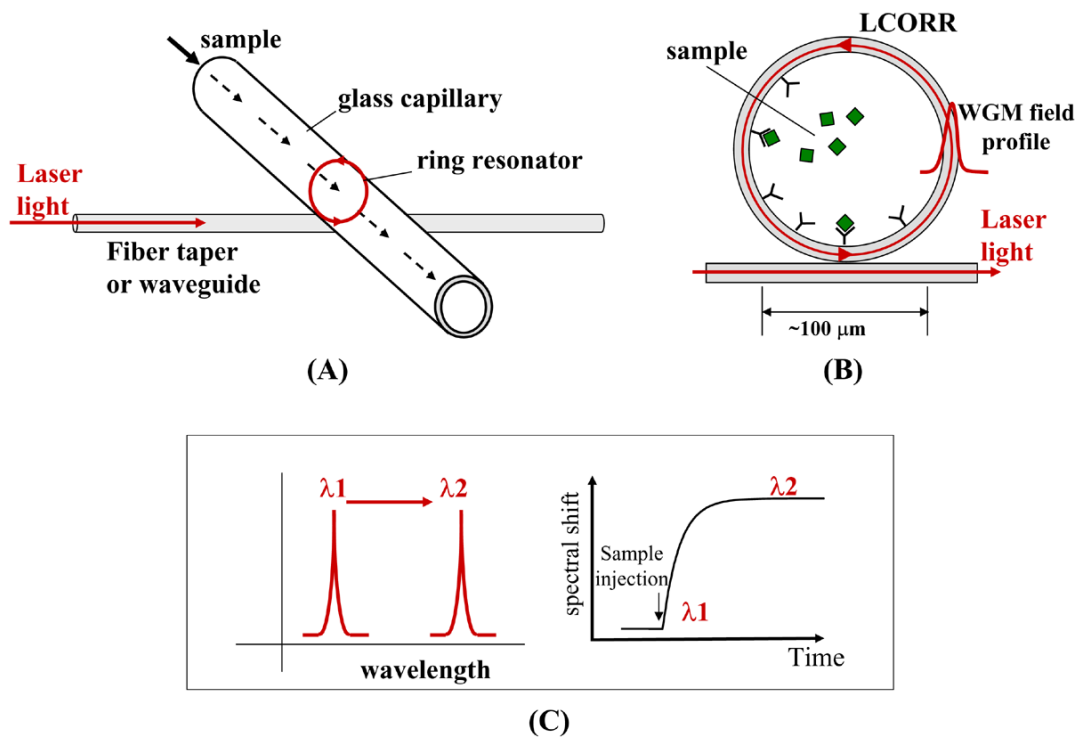 sample
glass capillary
ring resonator
Laser
light
Fiber taper
or waveguide
(A)
LCORR
sample
WGM field
profile
Laser
light
~100 μm
(B)
λ1
λ2
wavelength
spectral shift
Sample
injection
λ1
λ2
Time
(C)